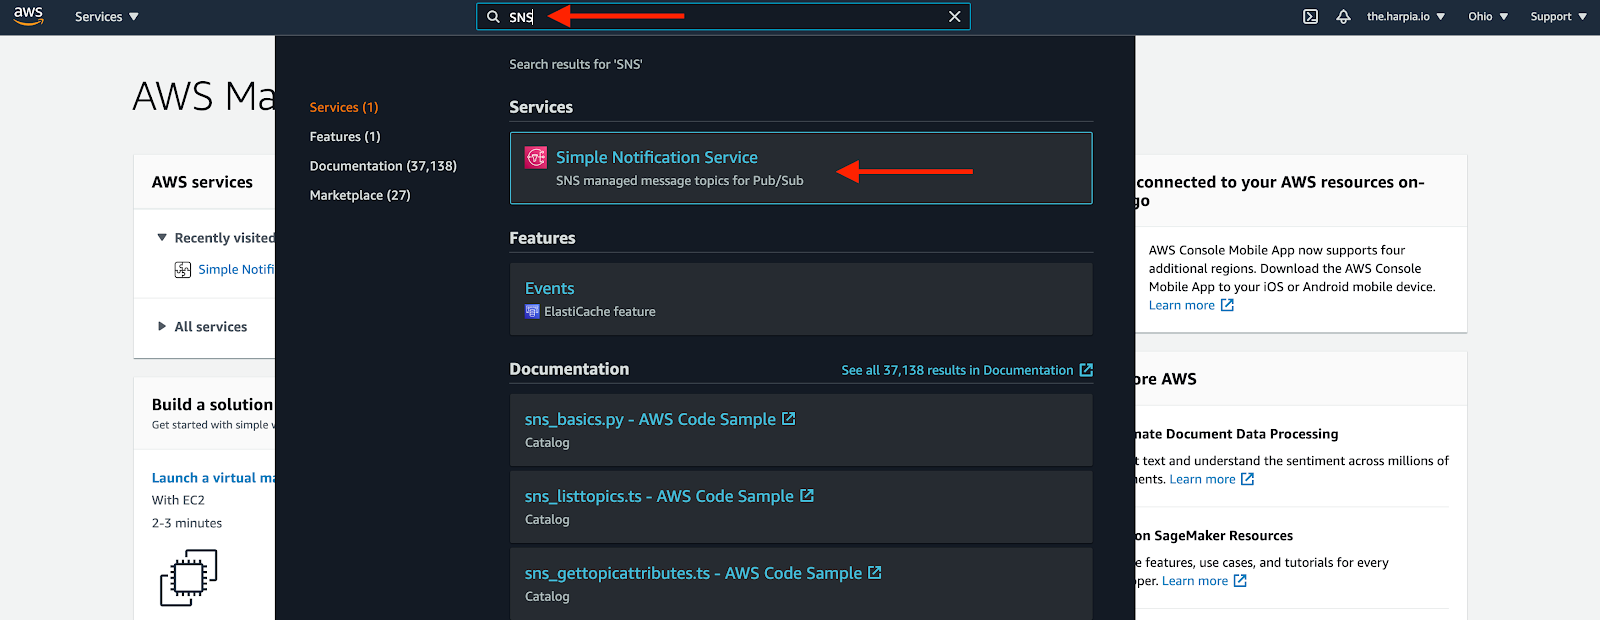 aws
Services
SNS
the.harpia.io
Ohio
Support
AWS Ma
Search results for 'SNS'
Services (1)
Features (1)
Documentation (37,138)
Marketplace (27)
Services
Simple Notification Service
SNS managed message topics for Pub/Sub
Features
Events
ElastiCache feature
Documentation
See all 37,138 results in Documentation
sns_basics.py - AWS Code Sample
Catalog
sns_listtopics.ts - AWS Code Sample
Catalog
sns_gettopicattributes.ts - AWS Code Sample
Catalog
AWS services
Recently visited
Simple Notifi
All services
Build a solution
Get started with simple
Launch a virtual ma
With EC2
2-3 minutes
connected to your AWS resources on-
go
AWS Console Mobile App now supports four
additional regions. Download the AWS Console
Mobile App to your iOS or Android mobile device.
Learn more
ore AWS
mate Document Data Processing
t text and understand the sentiment across millions of
ents. Learn more
on SageMaker Resources
e features, use cases, and tutorials for every
per. Learn more